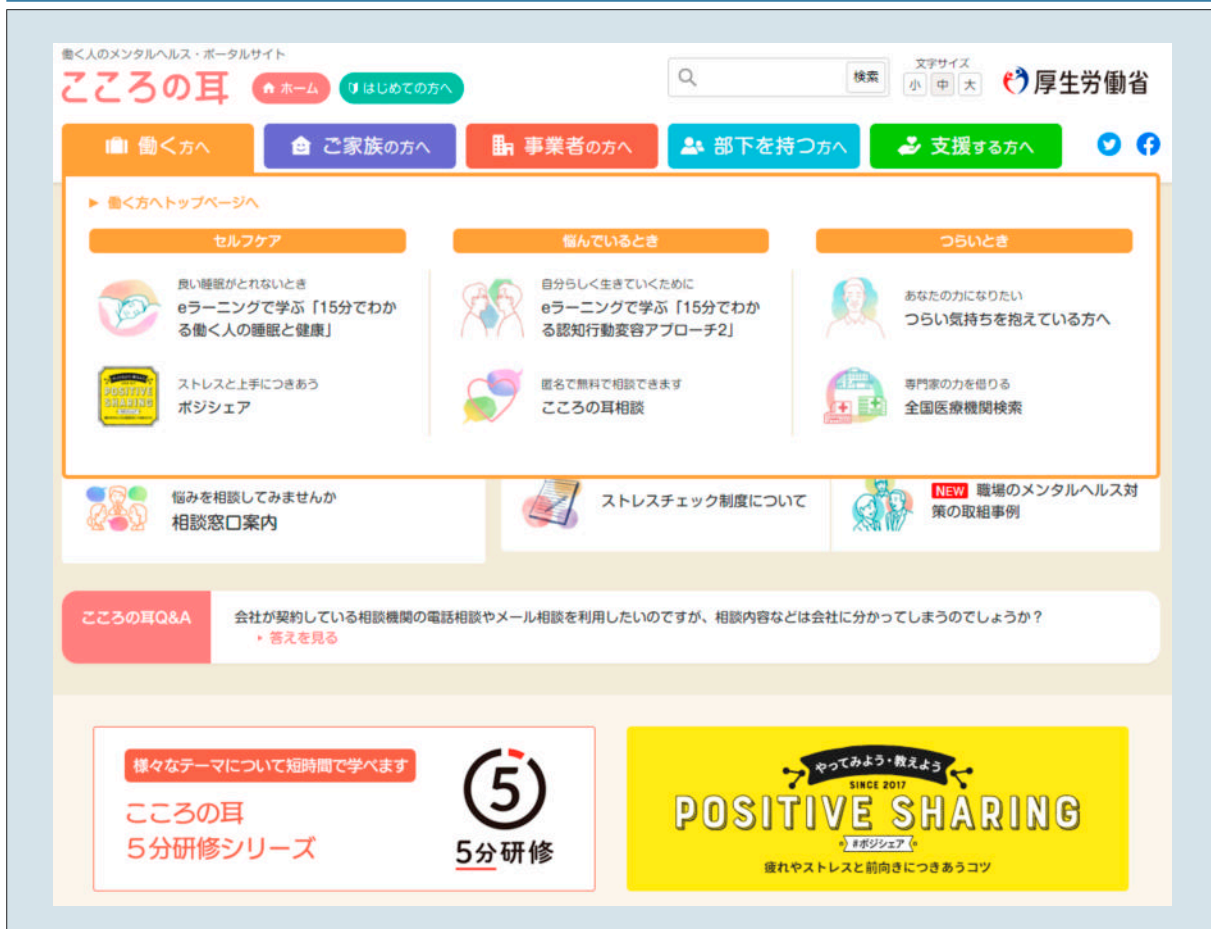 働く人のメンタルヘルス・ポータルサイト
こころの耳
ホーム
はじめての方へ
検索
文字サイズ
小 中 大
厚生労働省
働く方へ
ご家族の方へ
事業者の方へ
部下を持つ方へ
支援する方へ
働く方へトップページへ
セルフケア
良い睡眠がとれないとき
eラーニングで学ぶ「15分でわか
る働く人の睡眠と健康」
ストレスと上手につきあう
ポジシェア
悩んでいるとき
自分らしく生きていくために
eラーニングで学ぶ「15分でわか
る認知行動変容アプローチ2」
匿名で無料で相談できます
こころの耳相談
つらいとき
あなたの力になりたい
つらい気持ちを抱えている方へ
専門家の力を借りる
全国医療機関検索
悩みを相談してみませんか
相談窓口案内
ストレスチェック制度について
NEW 職場のメンタルヘルス対
策の取組事例
こころの耳Q&A
会社が契約している相談機関の電話相談やメール相談を利用したいのですが、相談内容などは会社に分かってしまうのでしょうか?
答えを見る
様々なテーマについて短時間で学べます
こころの耳
5分研修シリーズ
5
5分研修
やってみよう・教えよう
SINCE 2017
POSITIVE SHARING
#ポジシェア
疲れやストレスと前向きにつきあうコツ